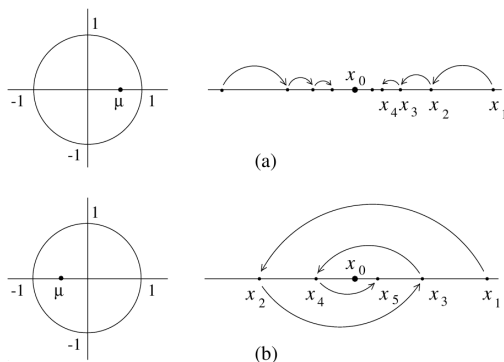 1
-1 μ 1
-1
x₀
x₄ x₃ x₂ x₁
(a)
1
-1 μ 1
-1
x₀
x₂ x₄ x₅ x₃ x₁
(b)